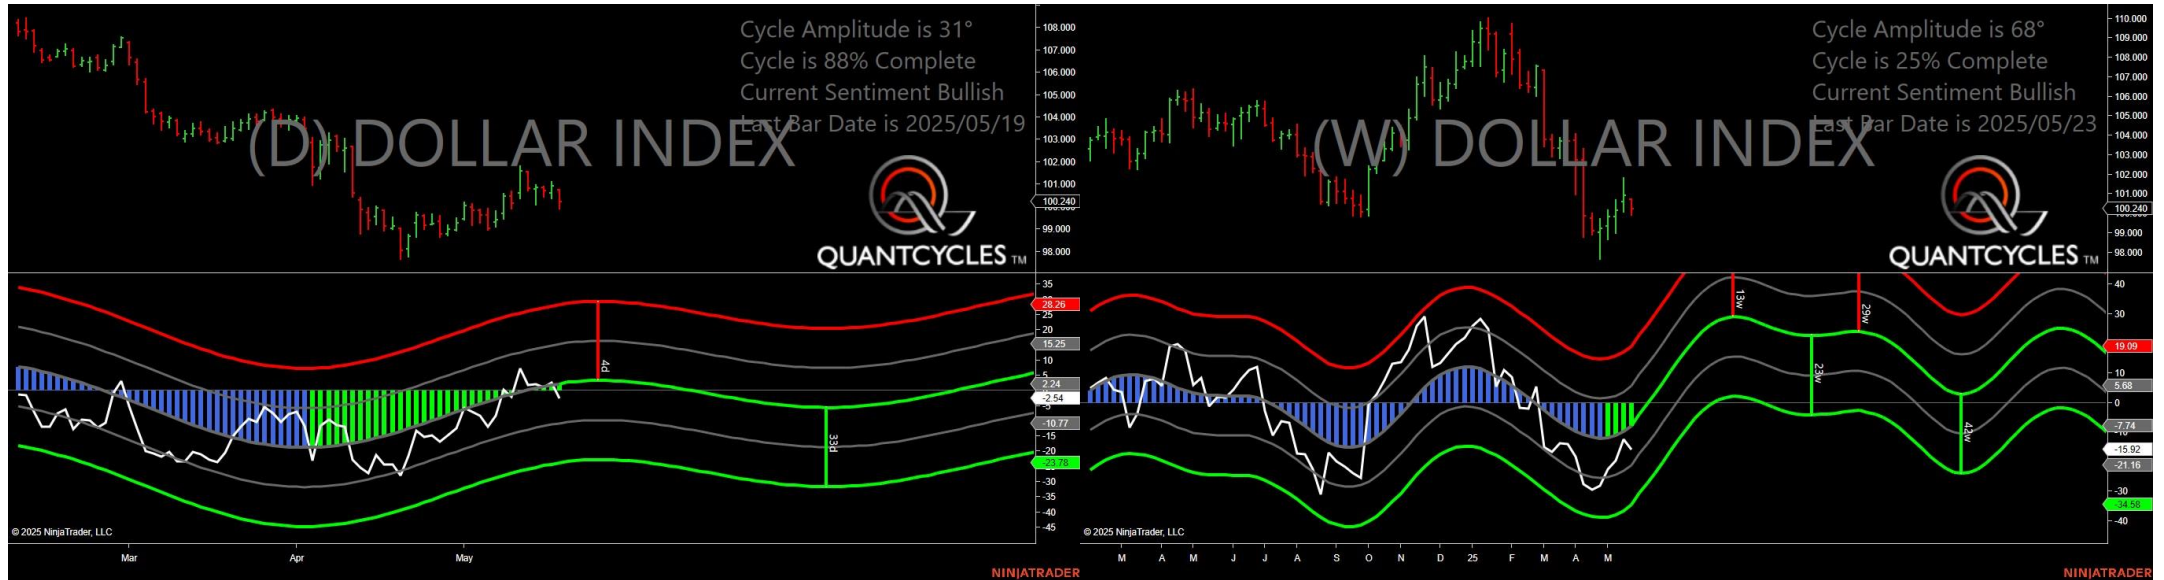 Cycle Amplitude is 31°
Cycle is 88% Complete
Current Sentiment Bullish
Last Bar Date is 2025/05/19
(D) DOLLAR INDEX
QUANTCYCLES TM
108.000
107.000
106.000
105.000
104.000
103.000
102.000
101.000
100.240
99.000
98.000
35
28.26
25
20
15.25
10
5
2.24
-2.54
-5
-10.77
-15
-20
-23.78
-30
-35
-40
-45
4d
33d
© 2025 NinjaTrader, LLC
Mar
Apr
May
NINJATRADER
Cycle Amplitude is 68°
Cycle is 25% Complete
Current Sentiment Bullish
Last Bar Date is 2025/05/23
(W) DOLLAR INDEX
QUANTCYCLES TM
110.000
109.000
108.000
107.000
106.000
105.000
104.000
103.000
102.000
101.000
100.240
99.000
98.000
40
30
19.09
10
5.68
0
-7.74
-15.92
-21.16
-30
-34.58
-40
13w
29w
23w
42w
© 2025 NinjaTrader, LLC
M
A
M
J
J
A
S
O
N
D
25
F
M
A
M
NINJATRADER